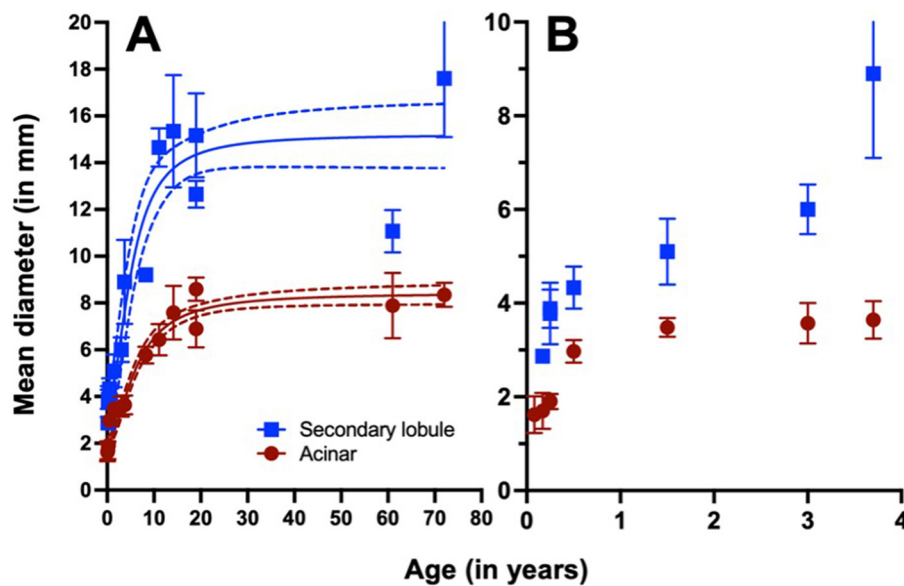 A
B
Mean diameter (in mm)
20
18
16
14
12
10
8
6
4
2
0
0 10 20 30 40 50 60 70 80
Secondary lobule
Acinar
10
8
6
4
2
0
0 1 2 3 4
Age (in years)